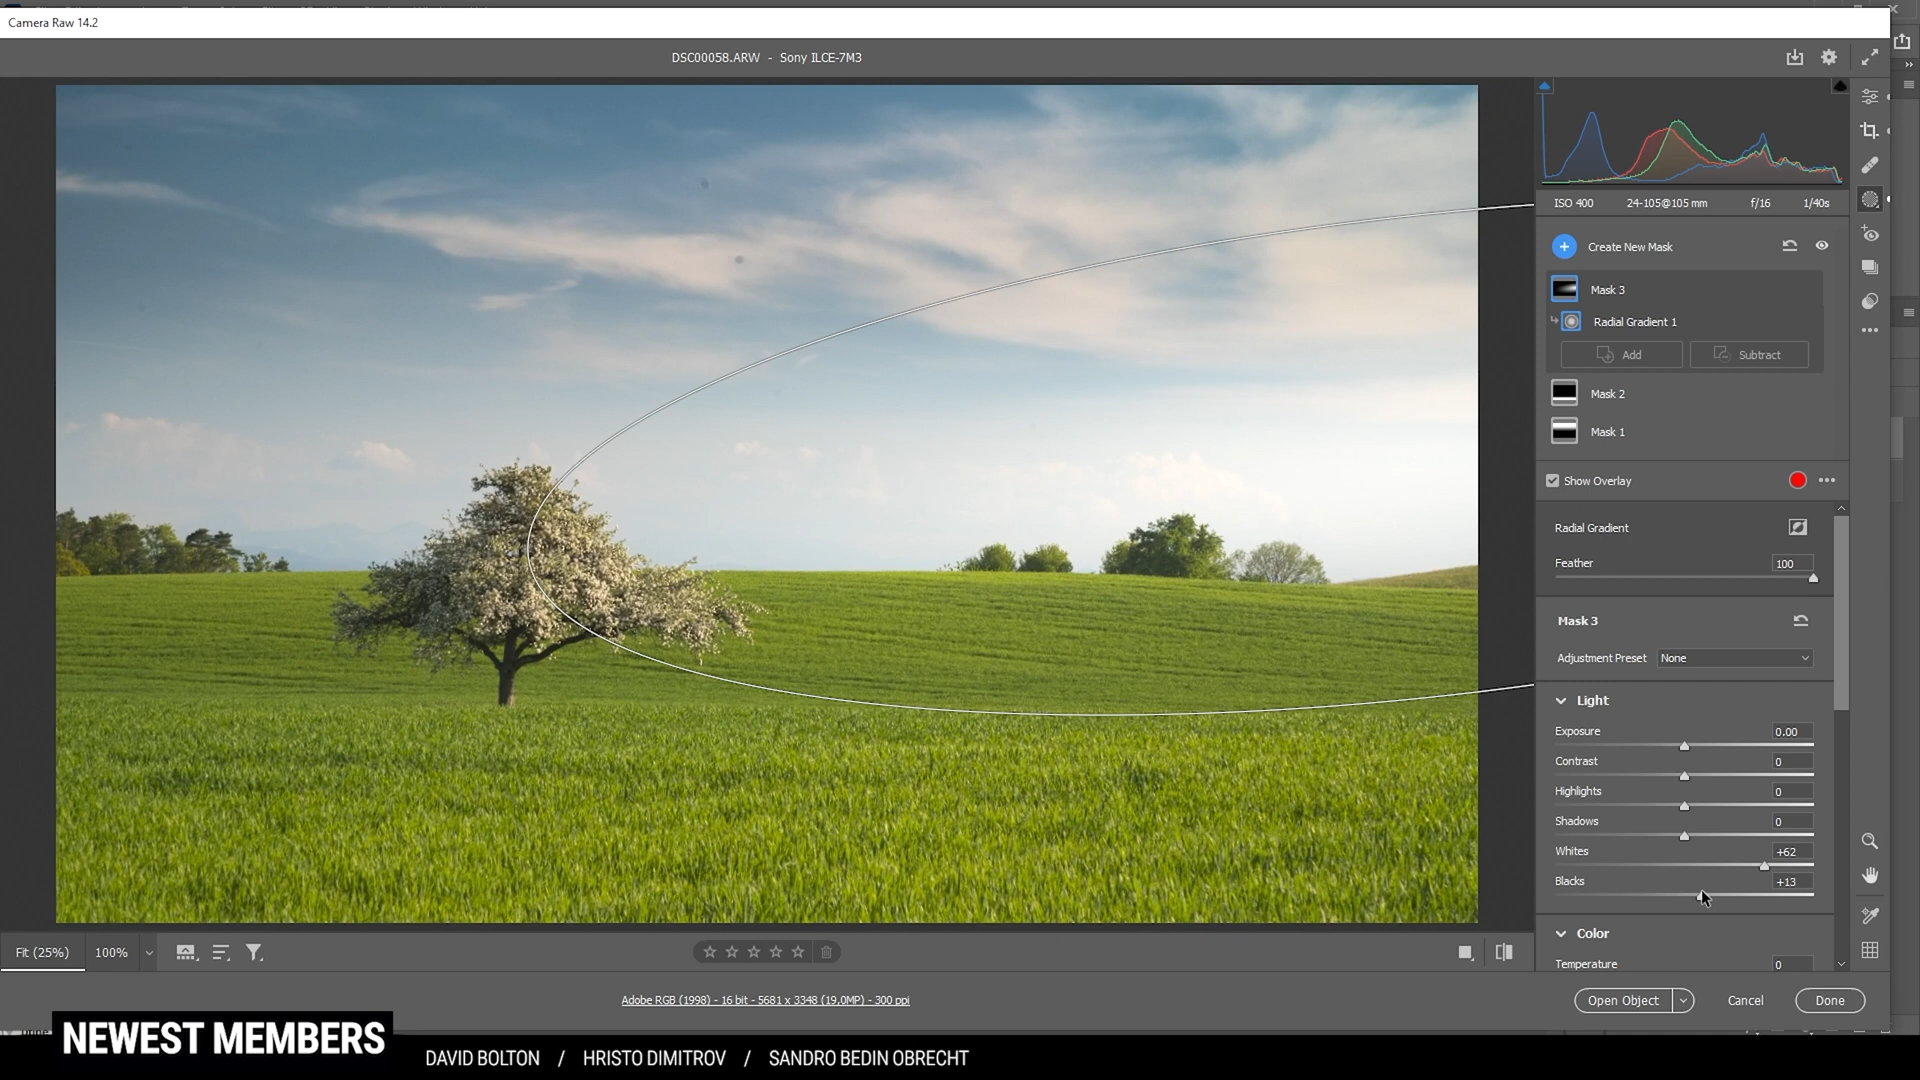 Camera Raw 14.2
DSC00058.ARW - Sony ILCE-7M3
ISO 400 24-105@105 mm f/16 1/40s
Create New Mask
Mask 3
Radial Gradient 1
Add Subtract
Mask 2
Mask 1
Show Overlay
Radial Gradient
Feather 100
Mask 3
Adjustment Preset None
Light
Exposure 0.00
Contrast 0
Highlights 0
Shadows 0
Whites +62
Blacks +13
Color
Temperature 0
Fit (25%) 100%
Adobe RGB (1998) - 16 bit - 5681 x 3348 (19,0MP) - 300 ppi
Open Object Cancel Done
NEWEST MEMBERS
DAVID BOLTON / HRISTO DIMITROV / SANDRO BEDIN OBRECHT